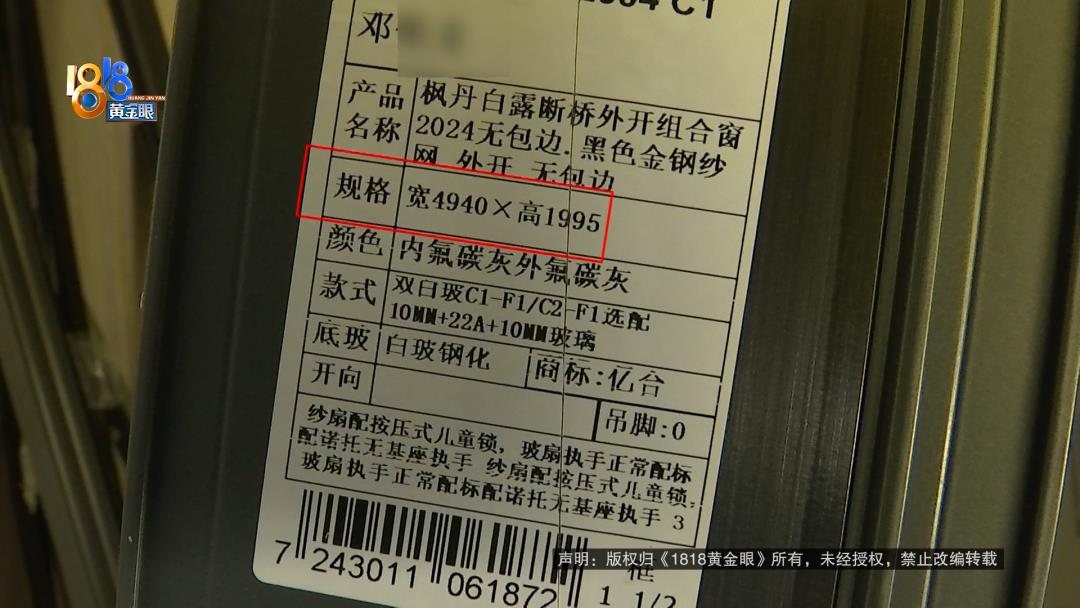 C1
邓
1818
HUANG JIN YAN
黄金眼
产品名称
枫丹白露断桥外开组合窗
2024无包边.黑色金钢纱
网 外开 无包边
规格 宽4940×高1995
颜色 内氟碳灰外氟碳灰
款式 双白玻C1-F1/C2-F1选配
10MM+22A+10MM玻璃
底玻 白玻钢化 商标:亿合
开向
吊脚:0
纱扇配按压式儿童锁，玻扇执手正常配标
配诺托无基座执手 纱扇配按压式儿童锁,
玻扇执手正常配标配诺托无基座执手 3
7 243011 061872
框
1 1/2
声明：版权归《1818黄金眼》所有，未经授权，禁止改编转载